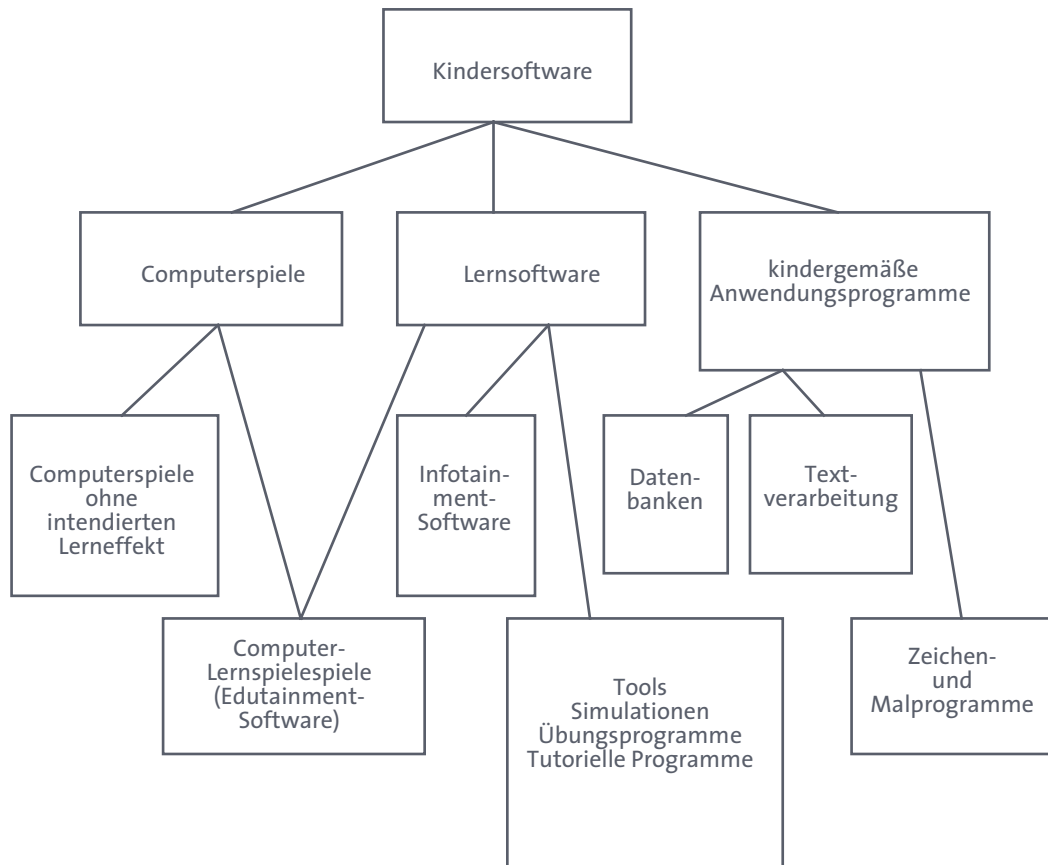 Kindersoftware
Computerspiele
Lernsoftware
kindergemäße
Anwendungsprogramme
Computerspiele
ohne
intendierten
Lerneffekt
Infotain-
ment-
Software
Daten-
banken
Text-
verarbeitung
Computer-
Lernspielespiele
(Edutainment-
Software)
Tools
Simulationen
Übungsprogramme
Tutorielle Programme
Zeichen-
und
Malprogramme